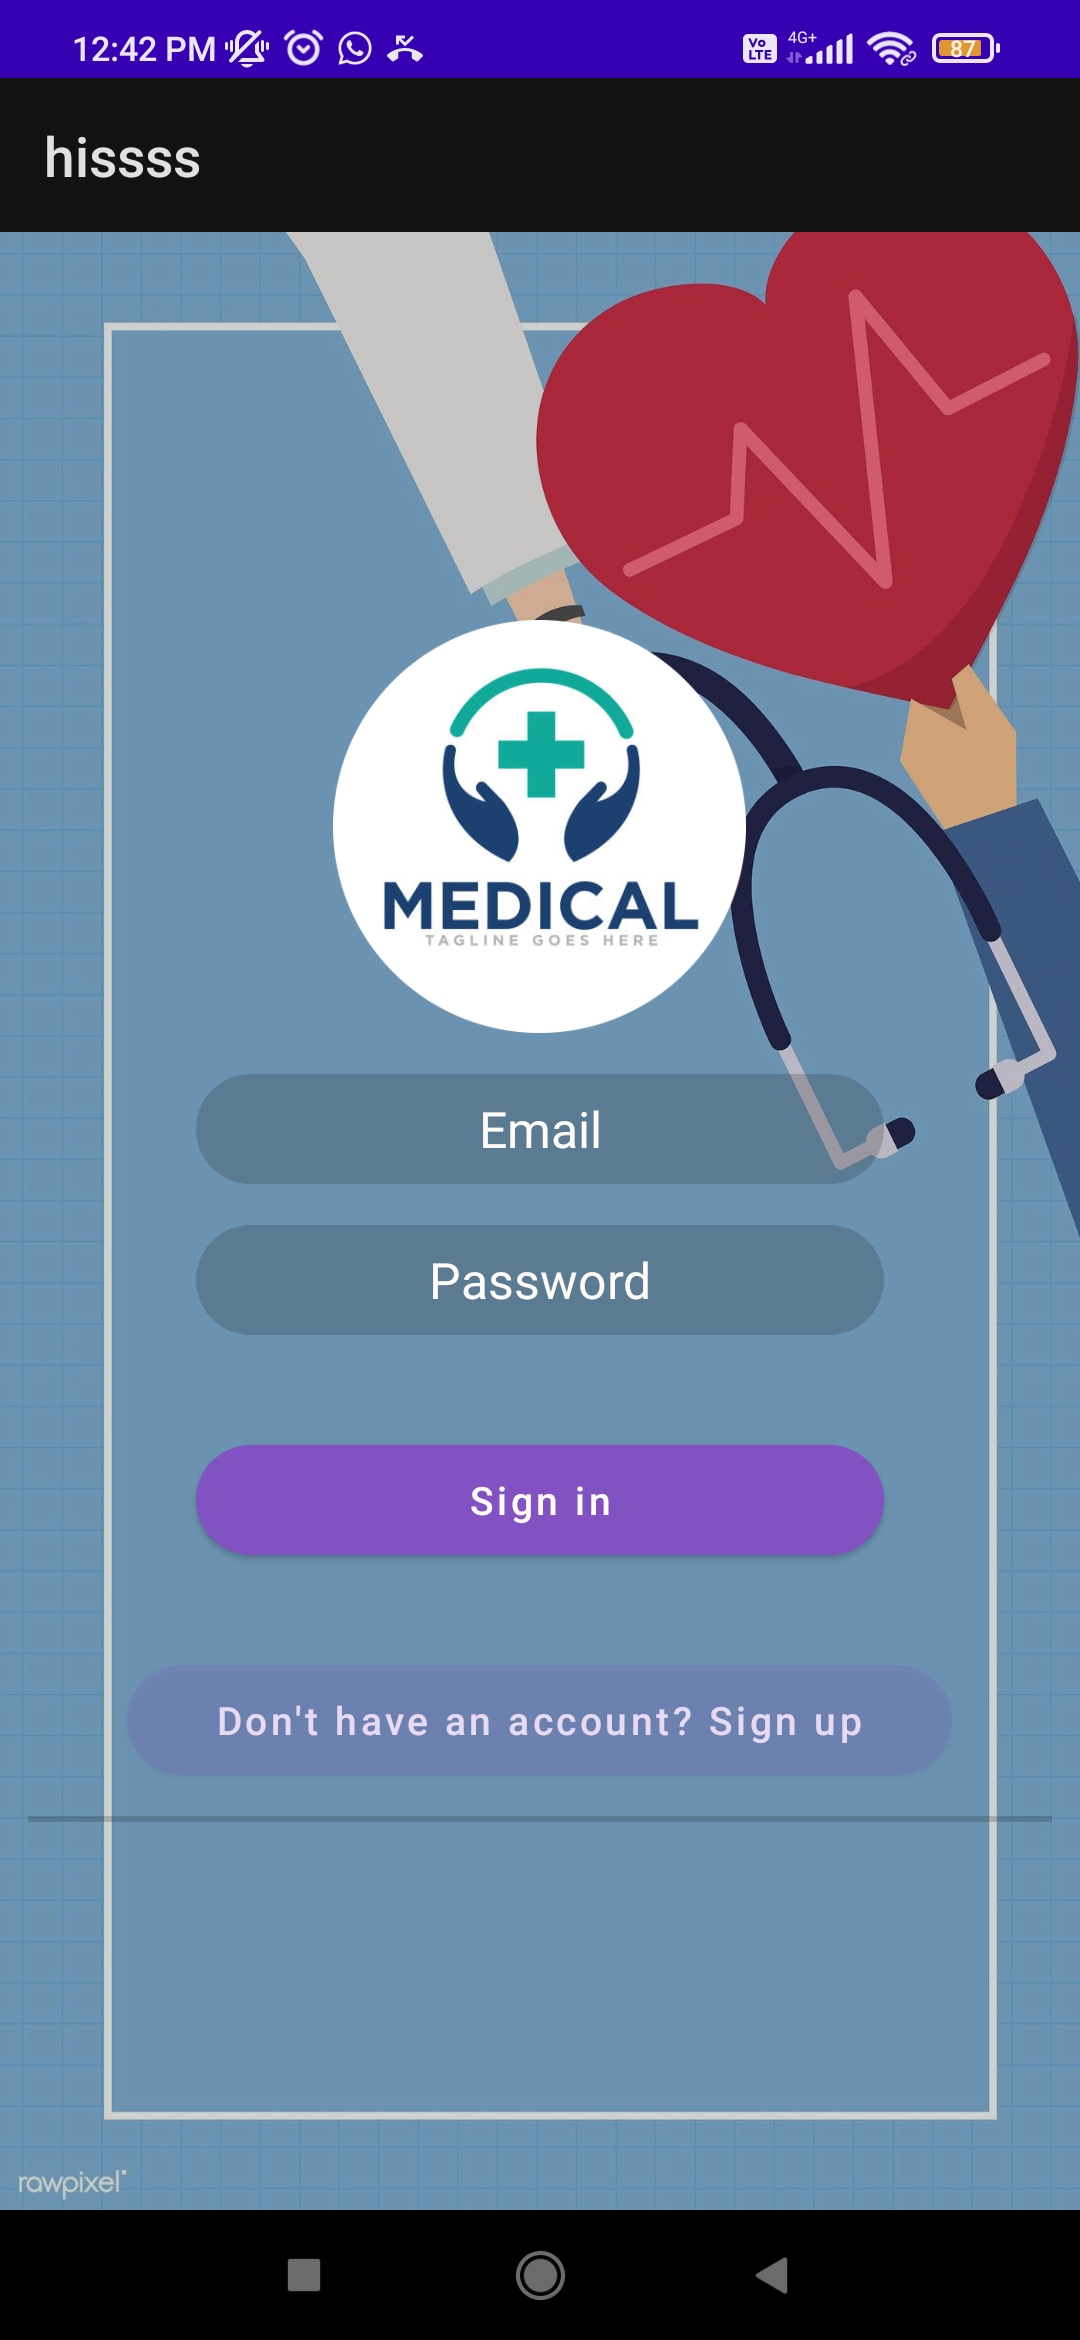 12:42 PM
Vo LTE 4G+ 87
hissss
MEDICAL
TAGLINE GOES HERE
Email
Password
Sign in
Don't have an account? Sign up
rawpixel